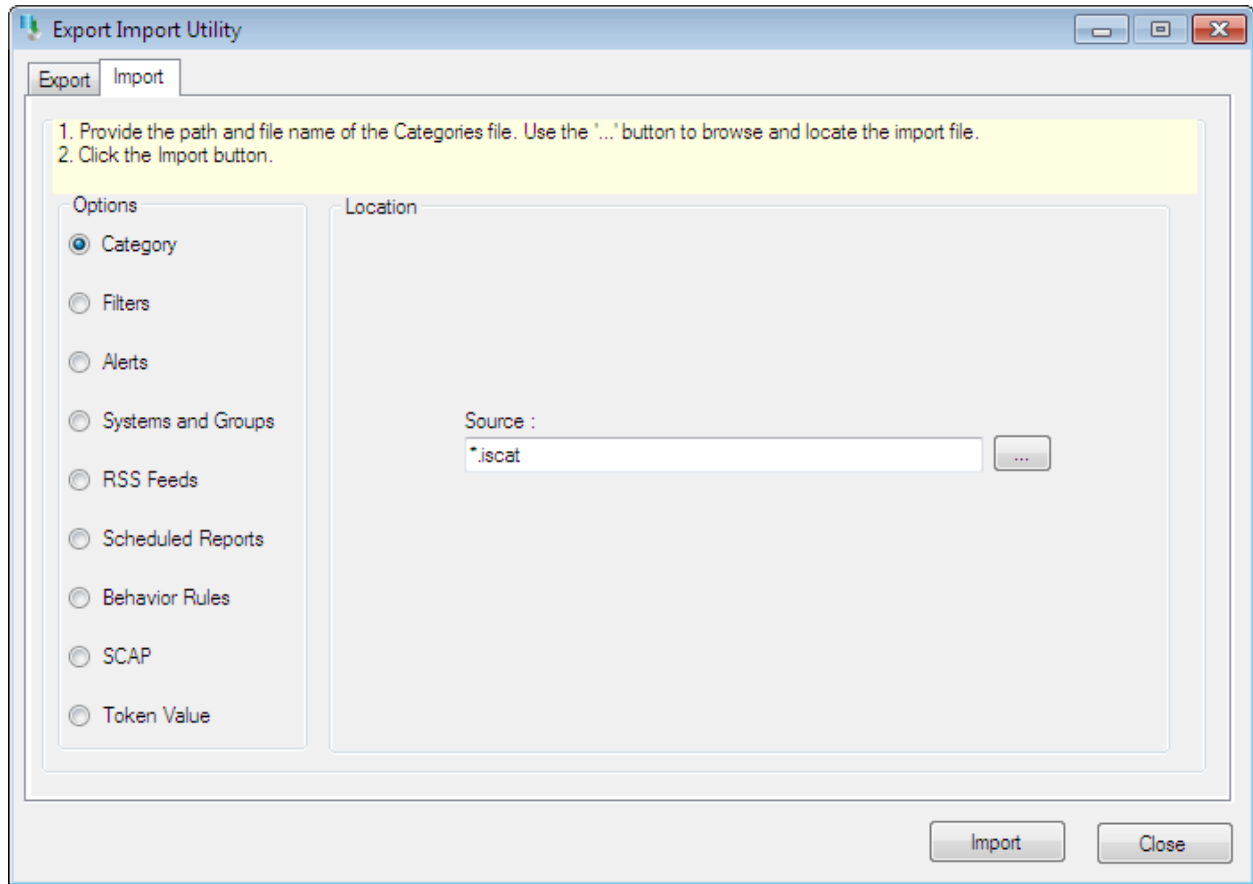 Export Import Utility
Export
Import
1. Provide the path and file name of the Categories file. Use the '...' button to browse and locate the import file.
2. Click the Import button.
Options
Location
Category
Filters
Alerts
Systems and Groups
Source :
*.iscat
...
RSS Feeds
Scheduled Reports
Behavior Rules
SCAP
Token Value
Import
Close